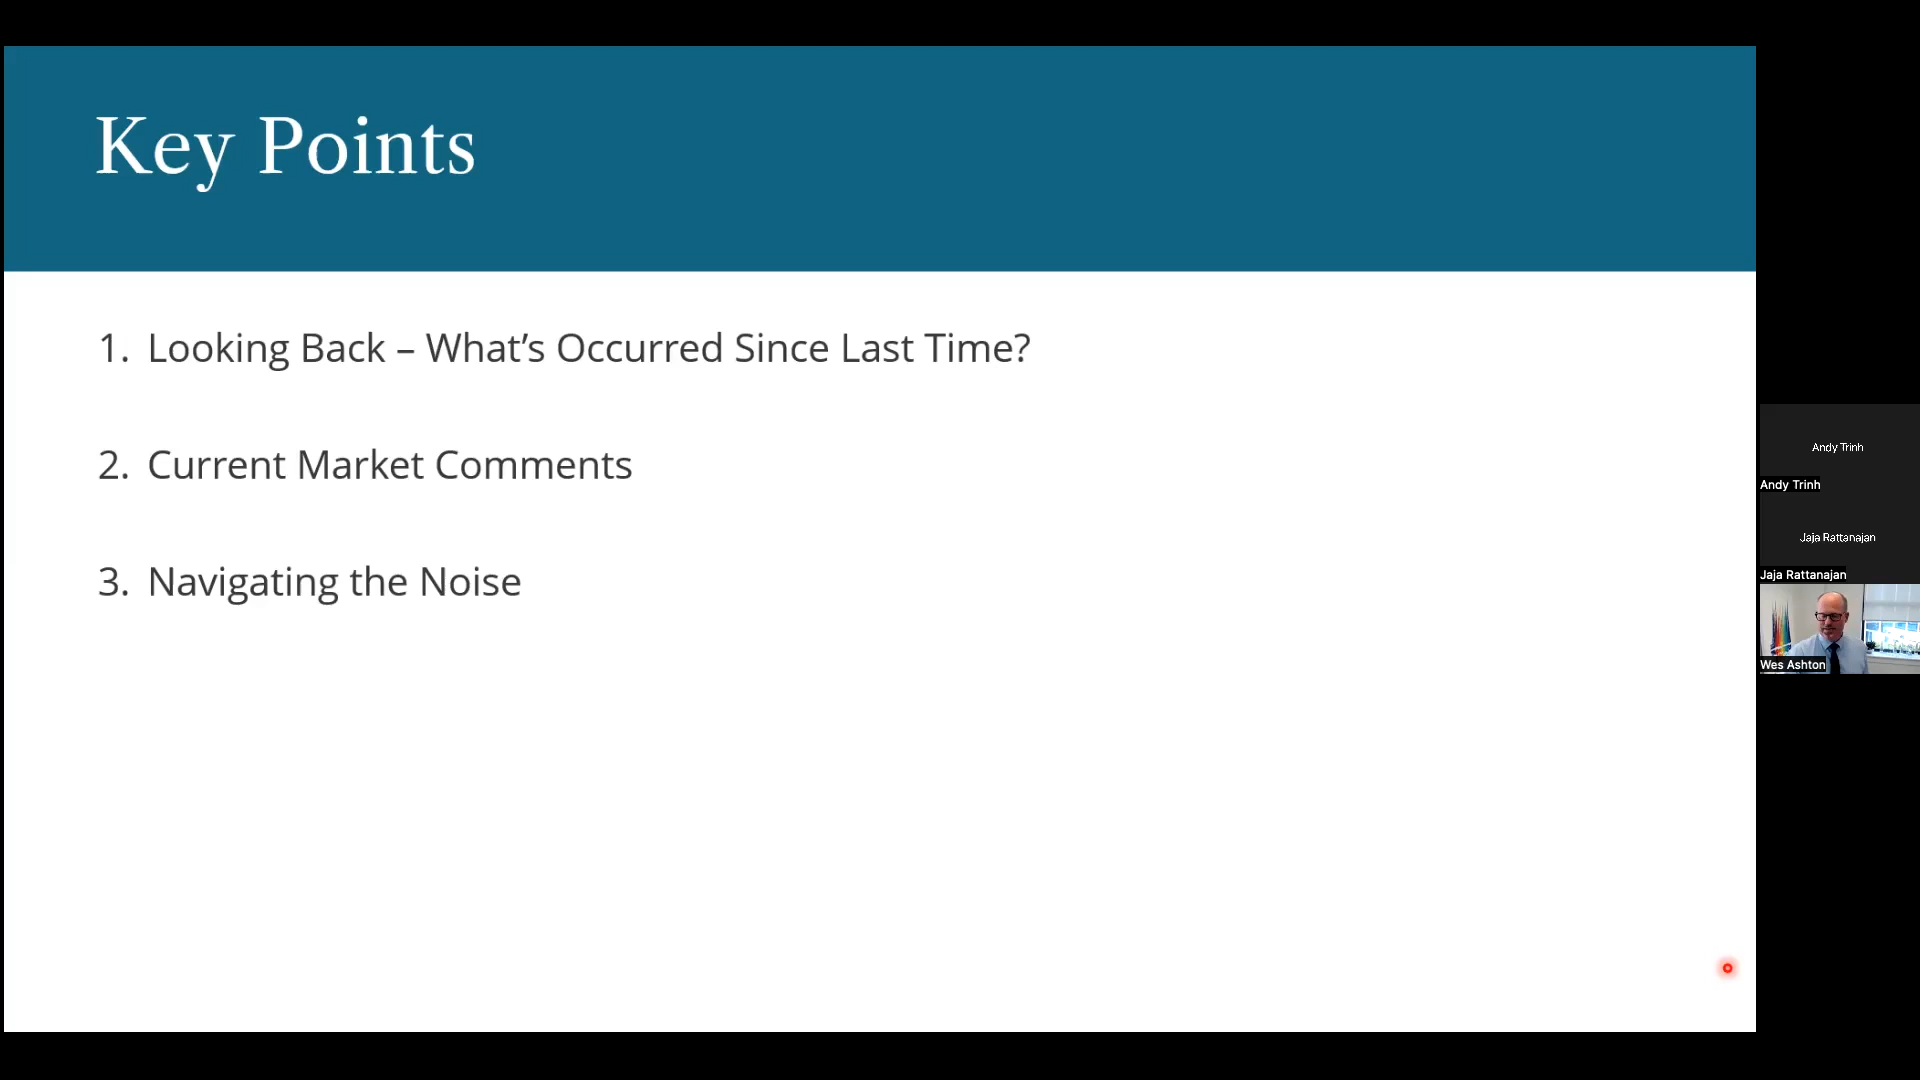 Key Points
1. Looking Back – What’s Occurred Since Last Time?
2. Current Market Comments
3. Navigating the Noise
Andy Trinh
Andy Trinh
Jaja Rattanajan
Jaja Rattanajan
Wes Ashton